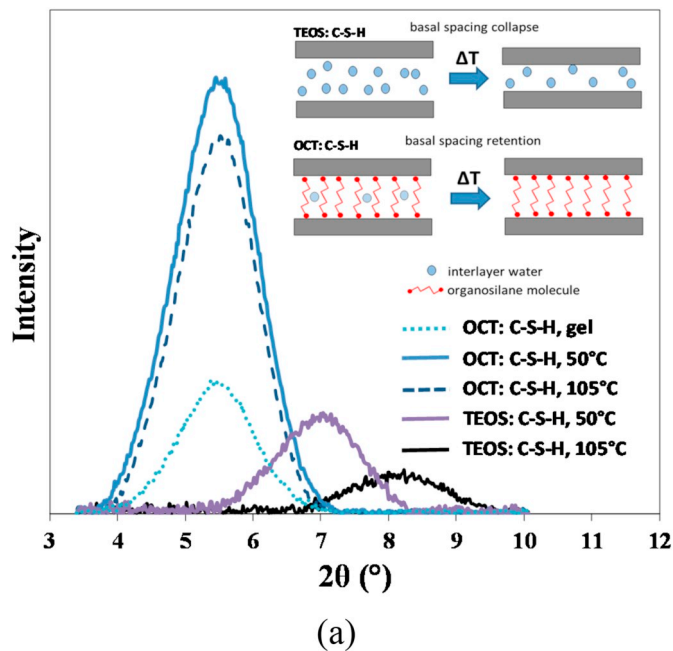 TEOS: C-S-H
basal spacing collapse
ΔT
OCT: C-S-H
basal spacing retention
ΔT
interlayer water
organosilane molecule
OCT: C-S-H, gel
OCT: C-S-H, 50°C
OCT: C-S-H, 105°C
TEOS: C-S-H, 50°C
TEOS: C-S-H, 105°C
Intensity
3 4 5 6 7 8 9 10 11 12
2θ (°)
(a)